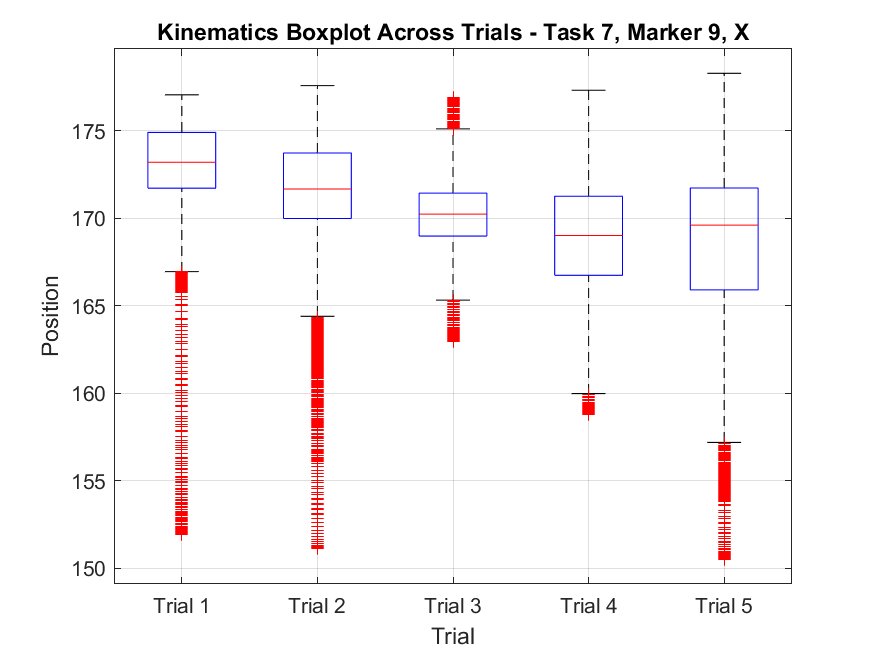 Kinematics Boxplot Across Trials - Task 7, Marker 9, X
175
170
165
160
155
150
Position
Trial 1 Trial 2 Trial 3 Trial 4 Trial 5
Trial